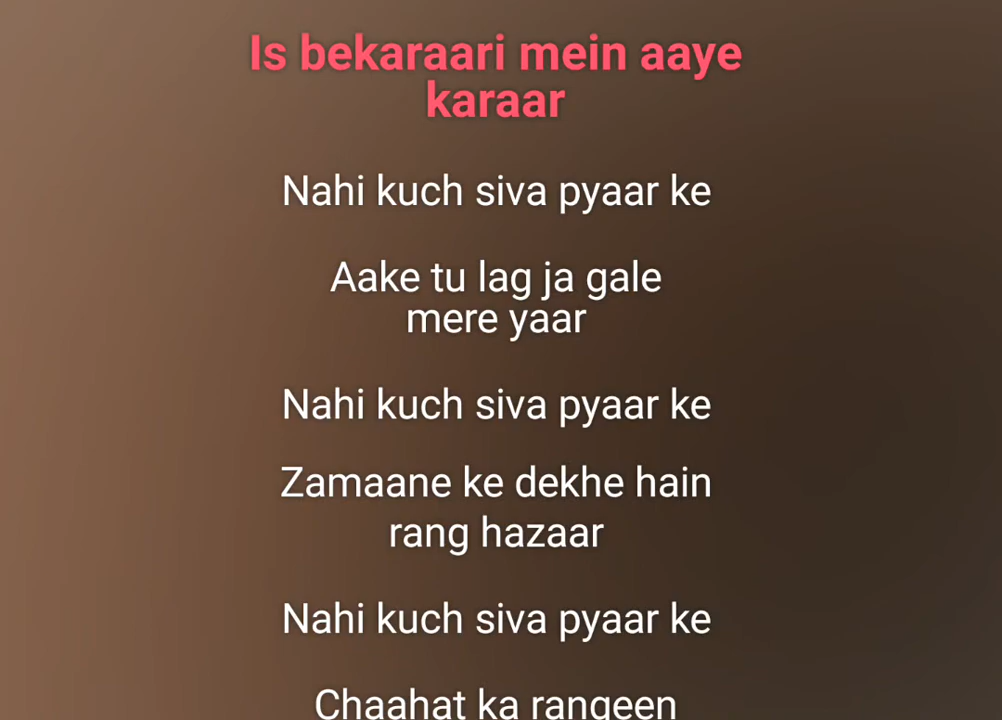 Is bekaraari mein aaye
karaar
Nahi kuch siva pyaar ke
Aake tu lag ja gale
mere yaar
Nahi kuch siva pyaar ke
Zamaane ke dekhe hain
rang hazaar
Nahi kuch siva pyaar ke
Chaahat ka rangeen